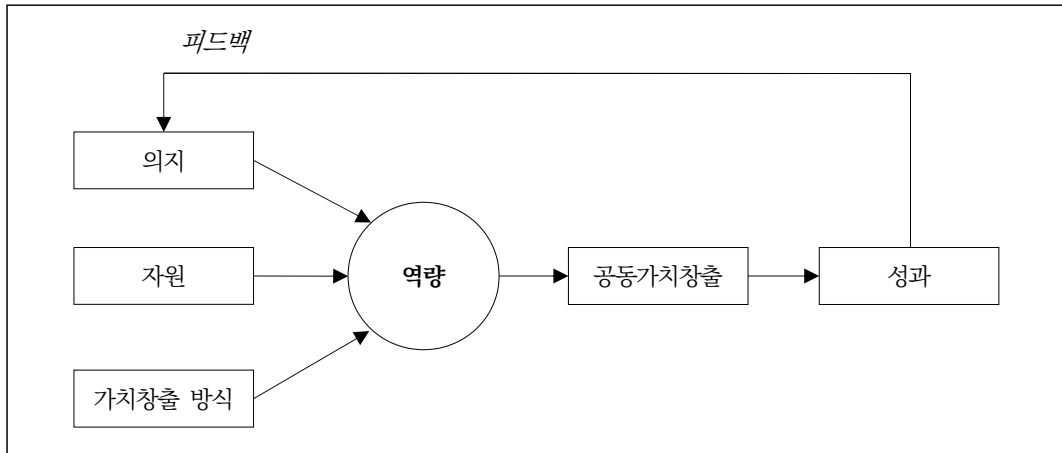 피드백
의지
자원
역량
공동가치창출
성과
가치창출 방식